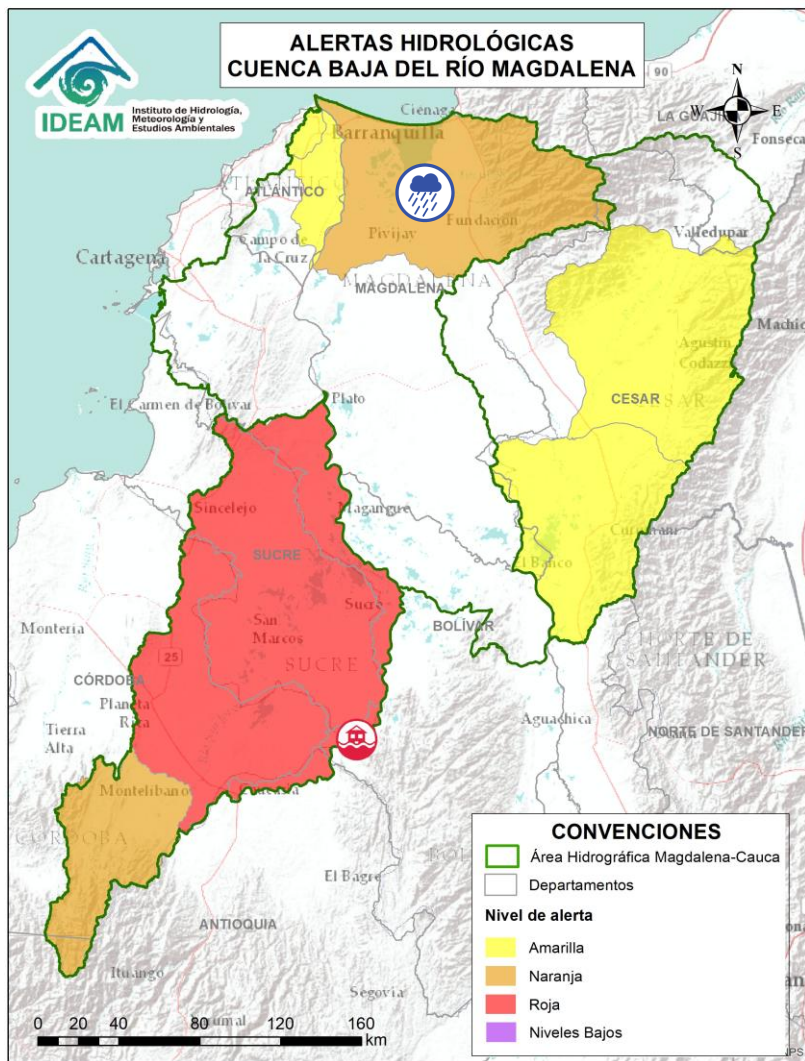 ALERTAS HIDROLÓGICAS
CUENCA BAJA DEL RÍO MAGDALENA
IDEAM
Instituto de Hidrología,
Meteorología y
Estudios Ambientales
90
N
W
E
S
LA GUAJI
Fonseca
Ciénaga
Barranquilla
ATLÁNTICO
Cartagena
Campo de
la Cruz
Pivijay
Fundación
Valledupar
MAGDALENA
Machiq
Agustín
Codazzi
CESAR
El Carmen de Bolívar
Plato
Sincelejo
Magangue
SUCRE
Curumaní
El Banco
San
Marcos
Sucre
BOLÍVAR
Montería
25
SUCRE
NORTE DE
SANTANDER
CÓRDOBA
Planeta
Rica
Tierra
Alta
Aguachica
NORTE DE SANTANDER
Montelíbano
CÓRDOBA
El Bagre
ANTIOQUIA
Ituango
Segovia
CONVENCIONES
Área Hidrográfica Magdalena-Cauca
Departamentos
Nivel de alerta
Amarilla
Naranja
Roja
Niveles Bajos
0 20 40 80 120 160
km